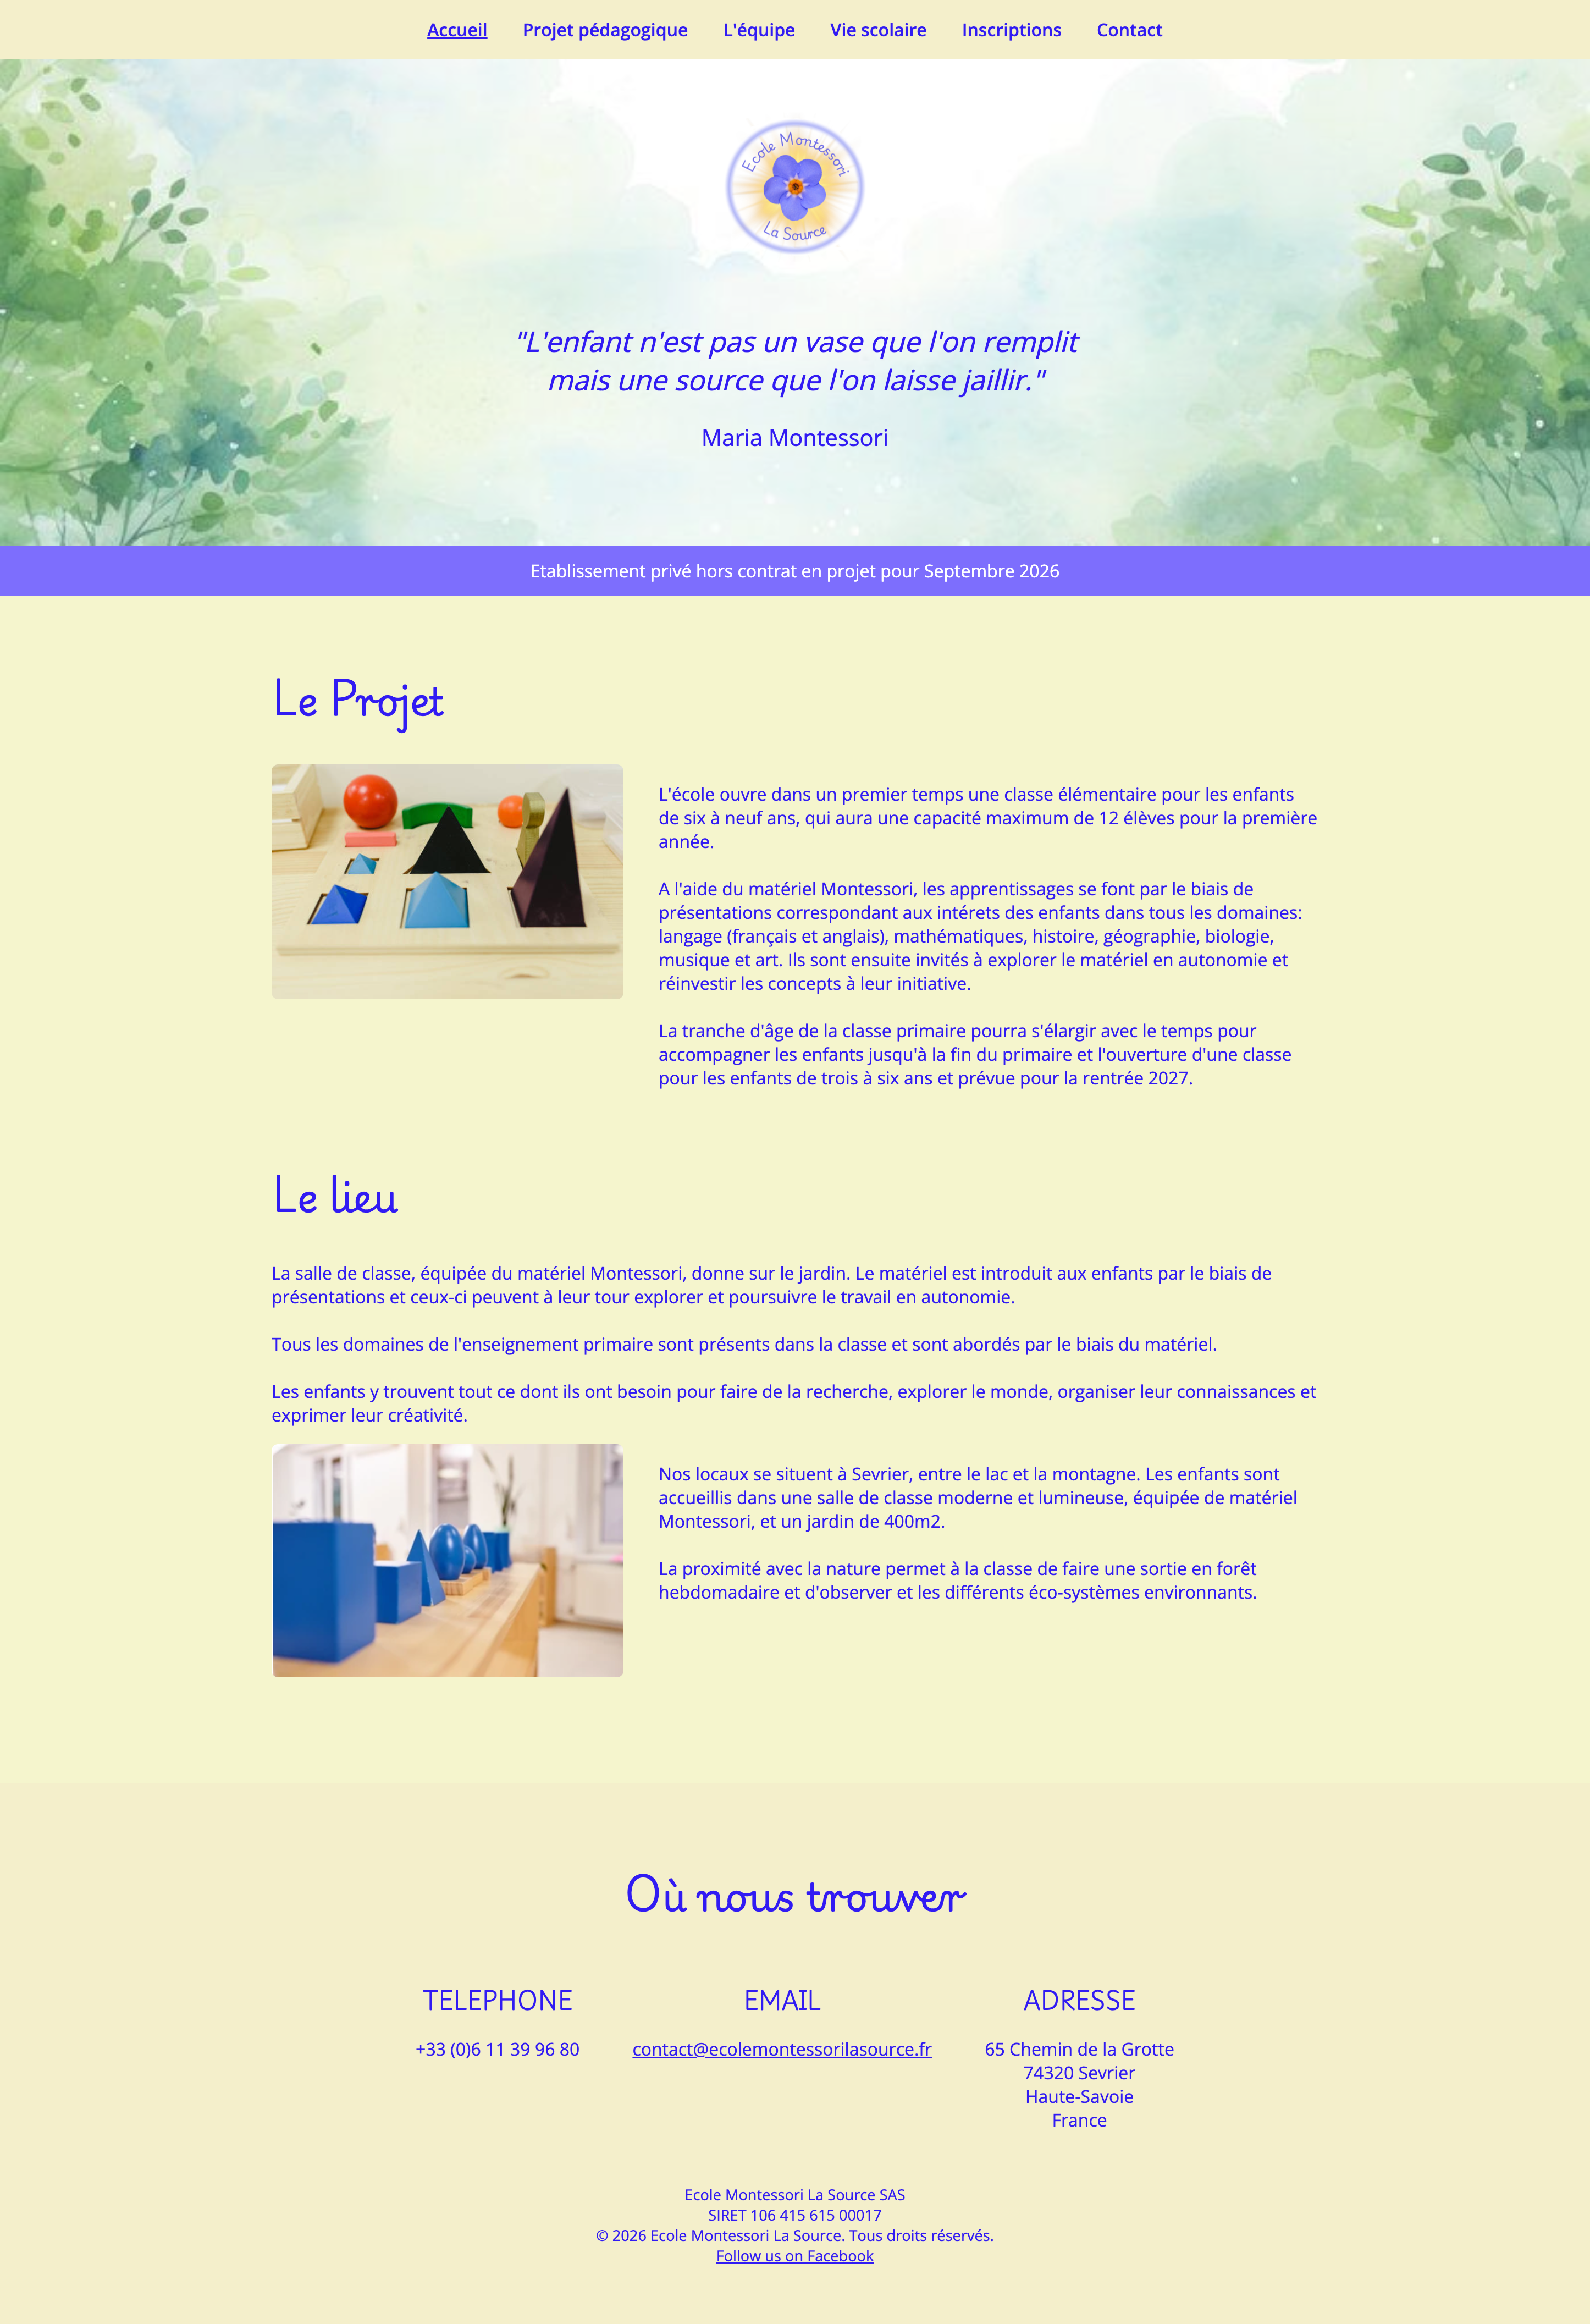 Accueil Projet pédagogique L'équipe Vie scolaire Inscriptions Contact
Ecole Montessori
La Source
"L'enfant n'est pas un vase que l'on remplit
mais une source que l'on laisse jaillir."
Maria Montessori
Etablissement privé hors contrat en projet pour Septembre 2026
Le Projet
L'école ouvre dans un premier temps une classe élémentaire pour les enfants
de six à neuf ans, qui aura une capacité maximum de 12 élèves pour la première
année.
A l'aide du matériel Montessori, les apprentissages se font par le biais de
présentations correspondant aux intérets des enfants dans tous les domaines:
langage (français et anglais), mathématiques, histoire, géographie, biologie,
musique et art. Ils sont ensuite invités à explorer le matériel en autonomie et
réinvestir les concepts à leur initiative.
La tranche d'âge de la classe primaire pourra s'élargir avec le temps pour
accompagner les enfants jusqu'à la fin du primaire et l'ouverture d'une classe
pour les enfants de trois à six ans et prévue pour la rentrée 2027.
Le lieu
La salle de classe, équipée du matériel Montessori, donne sur le jardin. Le matériel est introduit aux enfants par le biais de
présentations et ceux-ci peuvent à leur tour explorer et poursuivre le travail en autonomie.
Tous les domaines de l'enseignement primaire sont présents dans la classe et sont abordés par le biais du matériel.
Les enfants y trouvent tout ce dont ils ont besoin pour faire de la recherche, explorer le monde, organiser leur connaissances et
exprimer leur créativité.
Nos locaux se situent à Sevrier, entre le lac et la montagne. Les enfants sont
accueillis dans une salle de classe moderne et lumineuse, équipée de matériel
Montessori, et un jardin de 400m2.
La proximité avec la nature permet à la classe de faire une sortie en forêt
hebdomadaire et d'observer et les différents éco-systèmes environnants.
Où nous trouver
TELEPHONE
+33 (0)6 11 39 96 80
EMAIL
contact@ecolemontessorilasource.fr
ADRESSE
65 Chemin de la Grotte
74320 Sevrier
Haute-Savoie
France
Ecole Montessori La Source SAS
SIRET 106 415 615 00017
© 2026 Ecole Montessori La Source. Tous droits réservés.
Follow us on Facebook